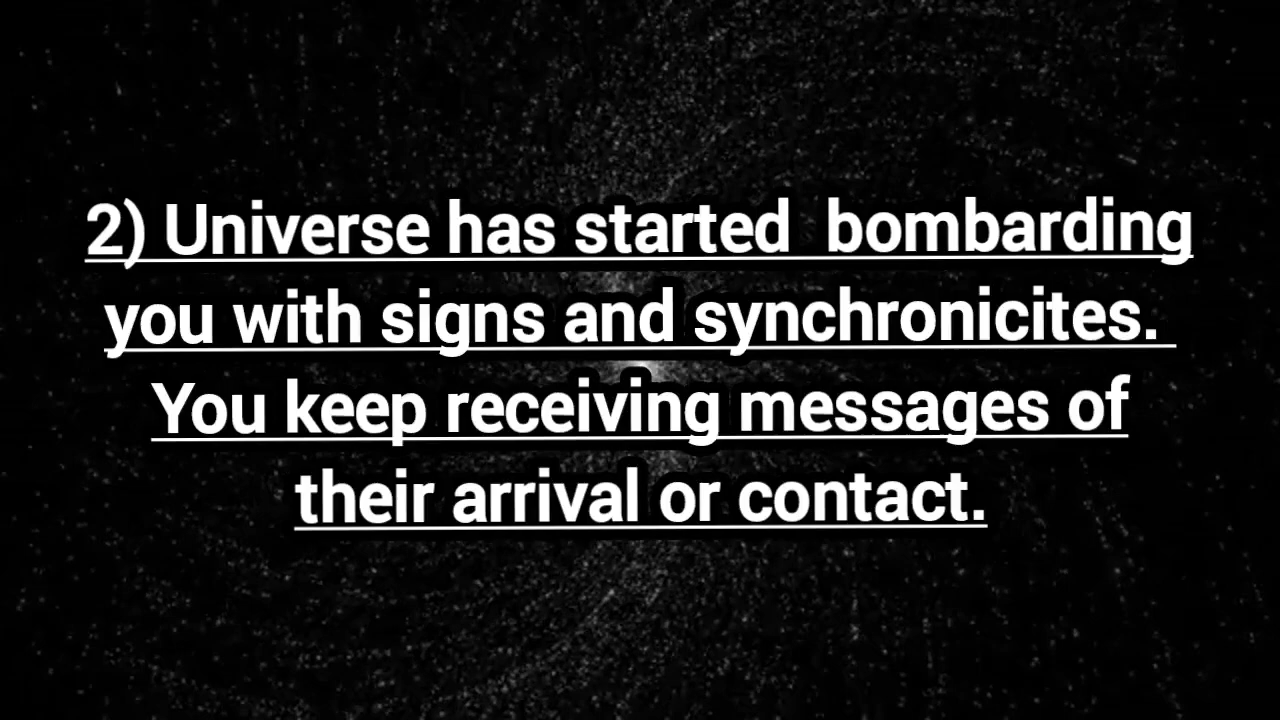 2) Universe has started  bombarding
you with signs and synchronicites.
You keep receiving messages of
their arrival or contact.